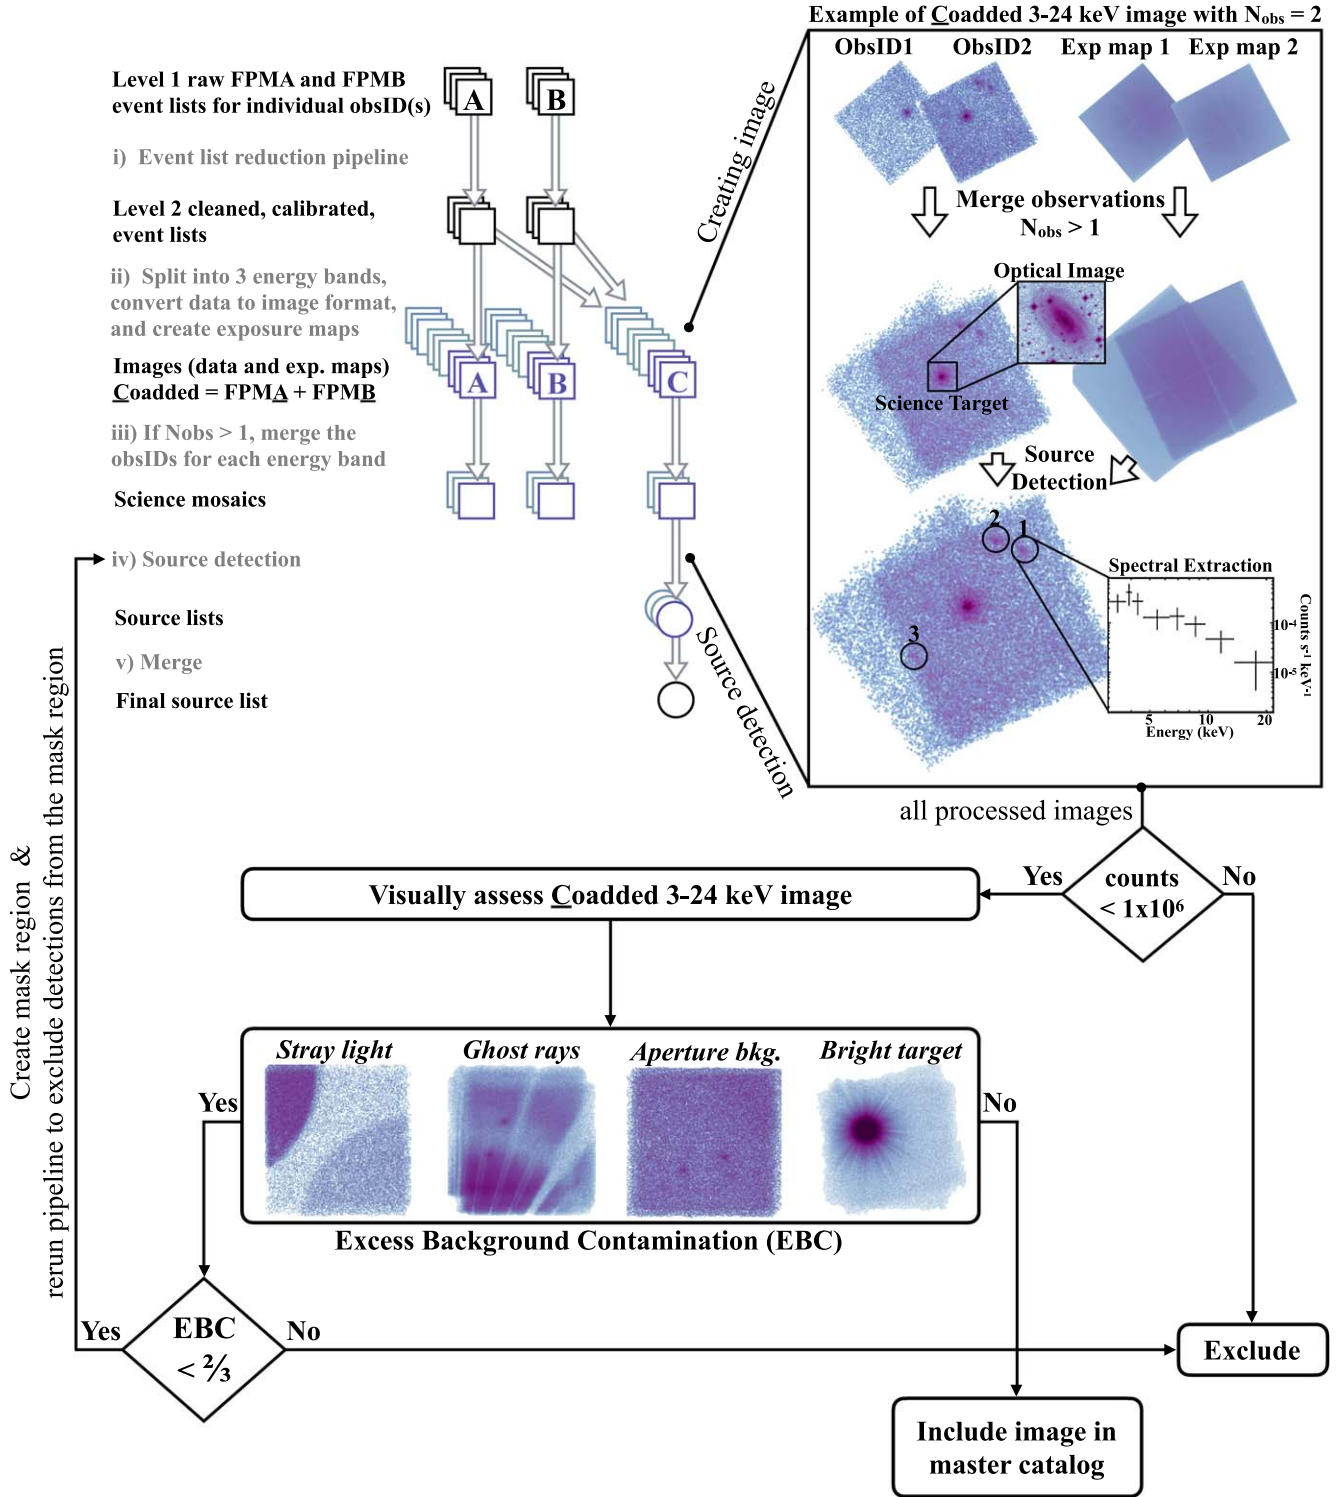 Example of Coadded 3-24 keV image with Nobs = 2
ObsID1
ObsID2
Exp map 1
Exp map 2
Merge observations
Nobs > 1
Optical Image
Science Target
Source
Detection
2
1
3
Spectral Extraction
Counts s⁻¹ keV⁻¹
10⁻⁴
10⁻⁵
5
10
20
Energy (keV)
Level 1 raw FPMA and FPMB
event lists for individual obsID(s)
A
B
i) Event list reduction pipeline
Level 2 cleaned, calibrated,
event lists
ii) Split into 3 energy bands,
convert data to image format,
and create exposure maps
Images (data and exp. maps)
Coadded = FPMA + FPMB
A
B
C
iii) If Nobs > 1, merge the
obsIDs for each energy band
Science mosaics
iv) Source detection
Source lists
v) Merge
Final source list
Creating image
Source detection
all processed images
counts
< 1x10⁶
Yes
No
Visually assess Coadded 3-24 keV image
Stray light
Ghost rays
Aperture bkg.
Bright target
Yes
No
Excess Background Contamination (EBC)
EBC
< ⅔
Yes
No
Create mask region &
rerun pipeline to exclude detections from the mask region
Exclude
Include image in
master catalog